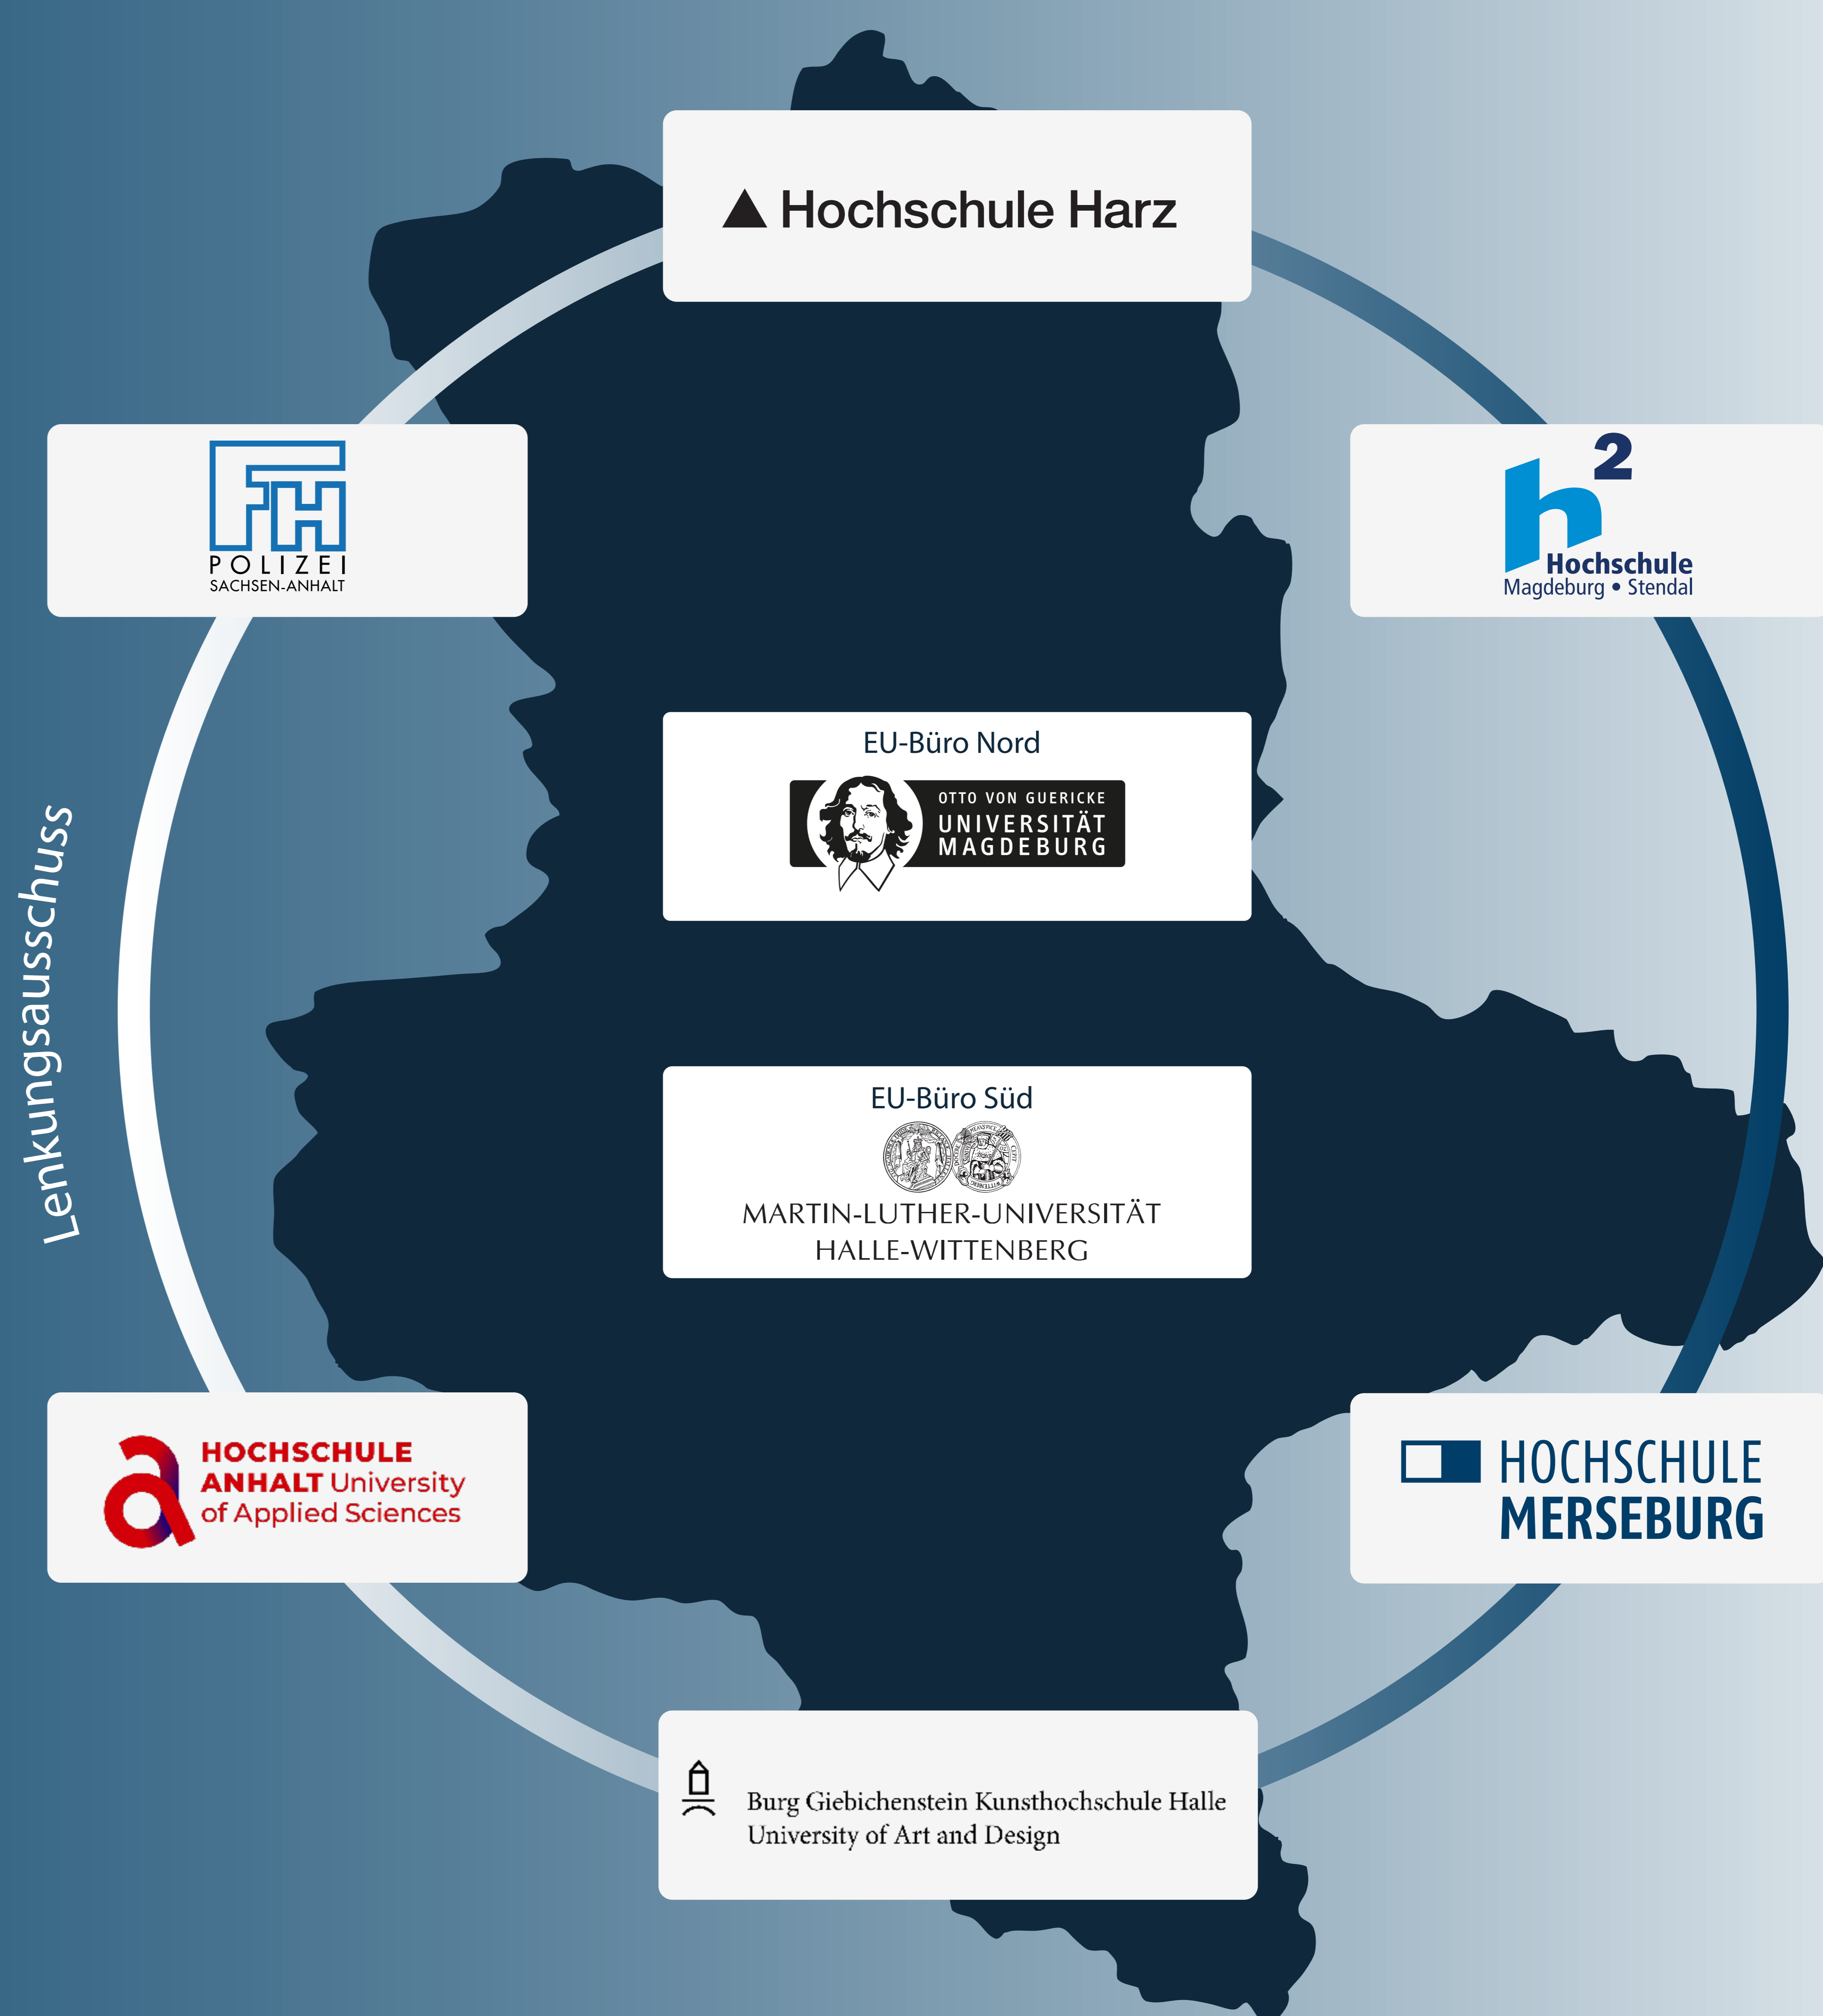 Hochschule Harz
FH
POLIZEI
SACHSEN-ANHALT
h²
Hochschule
Magdeburg • Stendal
EU-Büro Nord
OTTO VON GUERICKE
UNIVERSITÄT
MAGDEBURG
Lenkungsausschuss
EU-Büro Süd
MARTIN-LUTHER-UNIVERSITÄT
HALLE-WITTENBERG
HOCHSCHULE
ANHALT University
of Applied Sciences
HOCHSCHULE
MERSEBURG
Burg Giebichenstein Kunsthochschule Halle
University of Art and Design